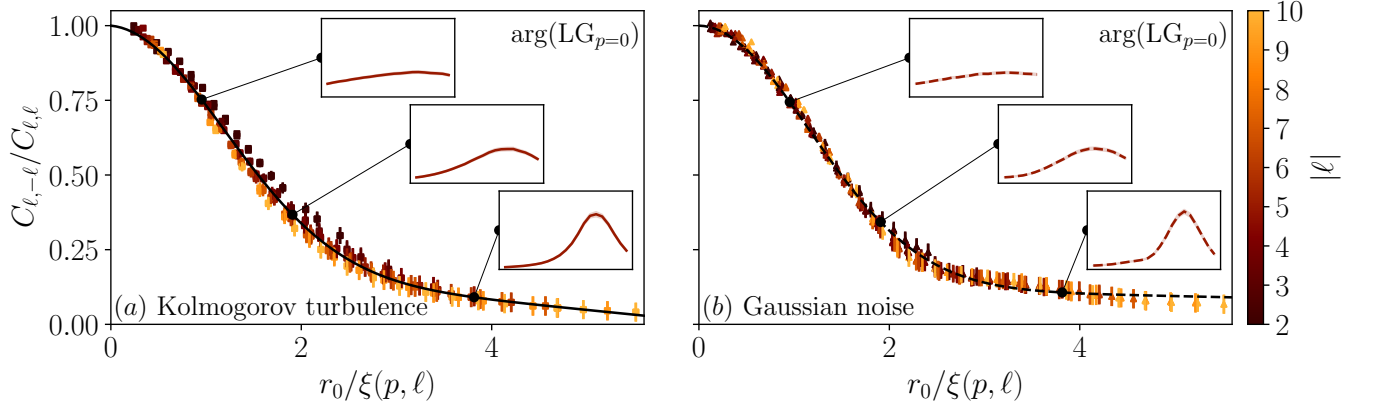 C_{ℓ,−ℓ}/C_{ℓ,ℓ}
1.00
0.75
0.50
0.25
0.00
arg(LG_{p=0})
(a) Kolmogorov turbulence
0
2
4
r_0/ξ(p, ℓ)
arg(LG_{p=0})
(b) Gaussian noise
0
2
4
r_0/ξ(p, ℓ)
10
9
8
7
6
5
4
3
2
|ℓ|